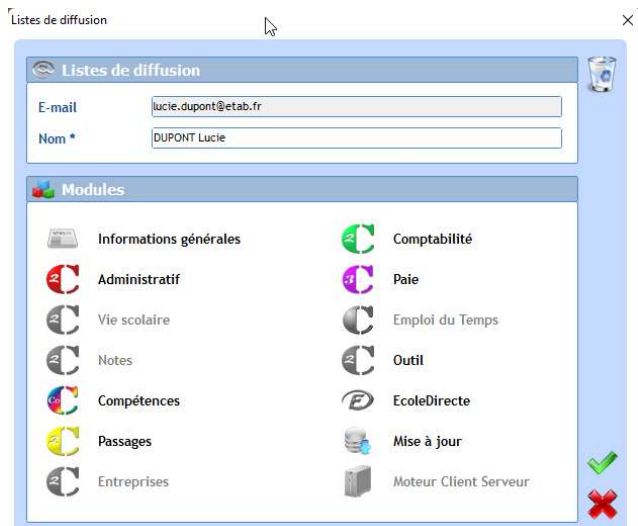 Listes de diffusion
Listes de diffusion
E-mail lucie.dupont@etab.fr
Nom * DUPONT Lucie
Modules
Informations générales Comptabilité
Administratif Paie
Vie scolaire Emploi du Temps
Notes Outil
Compétences EcoleDirecte
Passages Mise à jour
Entreprises Moteur Client Serveur